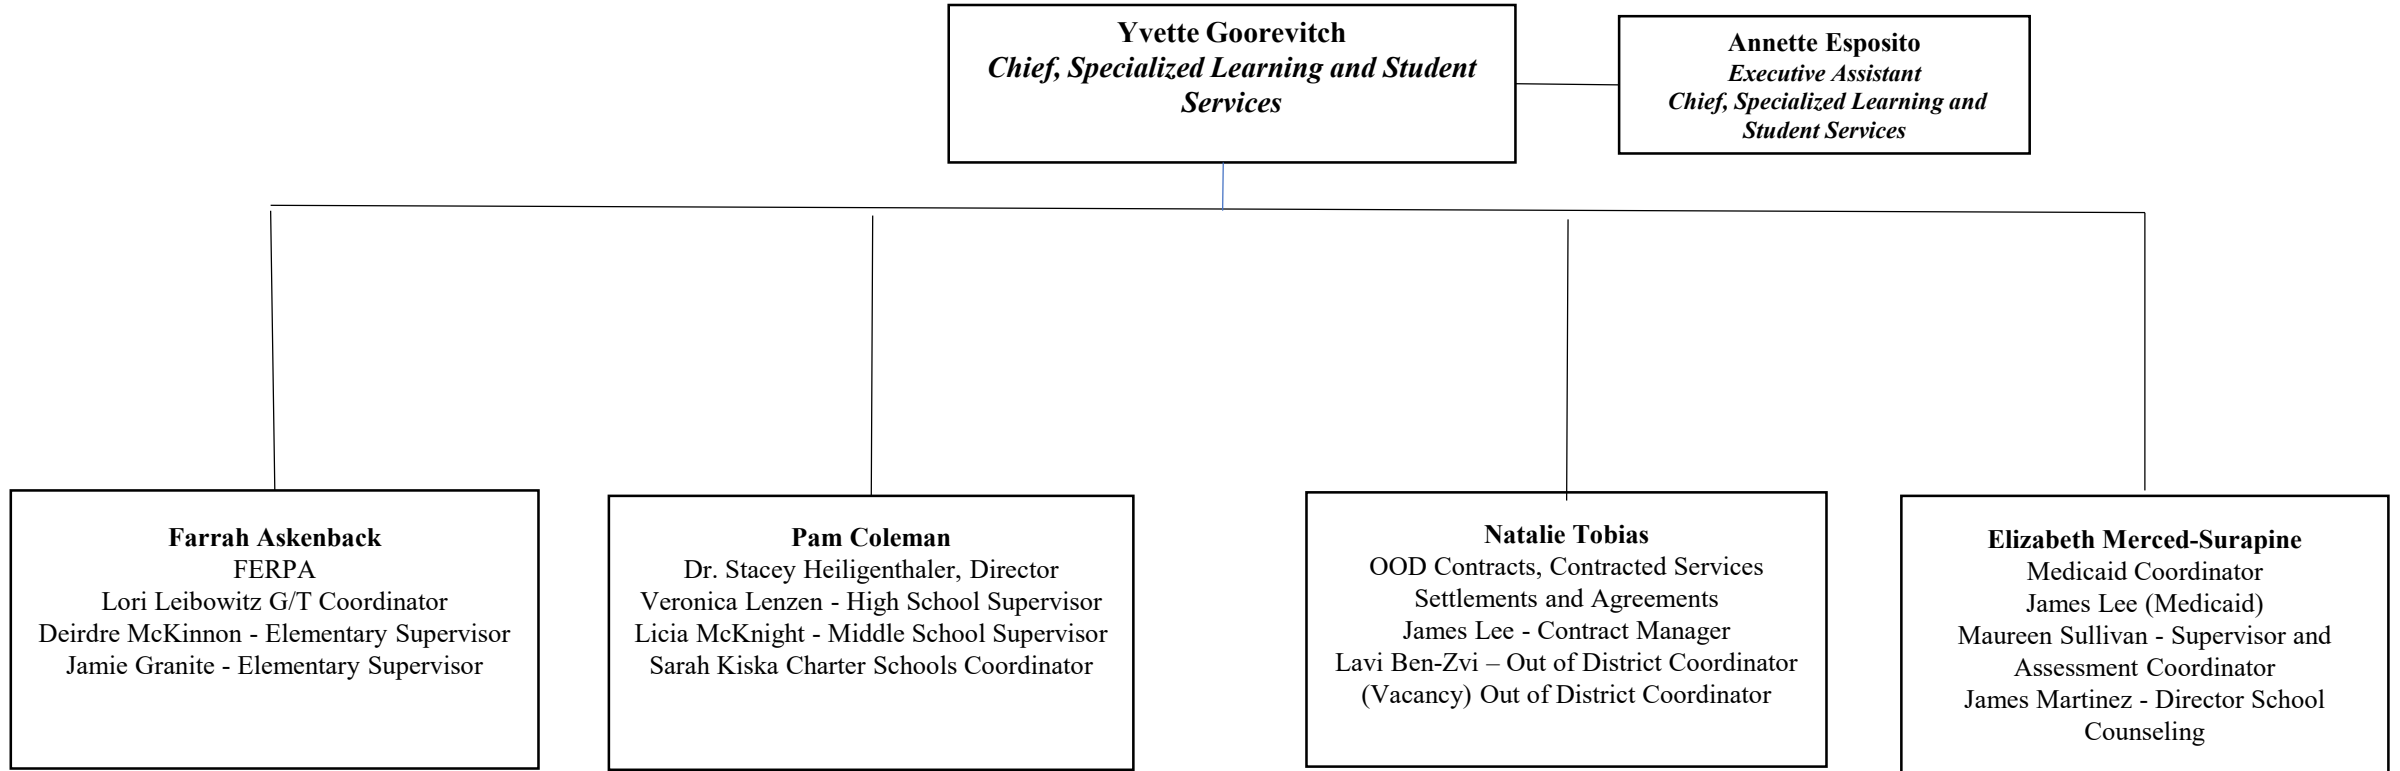 Yvette Goorevitch
Chief, Specialized Learning and Student
Services
Annette Esposito
Executive Assistant
Chief, Specialized Learning and
Student Services
Farrah Askenback
FERPA
Lori Leibowitz G/T Coordinator
Deirdre McKinnon - Elementary Supervisor
Jamie Granite - Elementary Supervisor
Pam Coleman
Dr. Stacey Heiligenthaler, Director
Veronica Lenzen - High School Supervisor
Licia McKnight - Middle School Supervisor
Sarah Kiska Charter Schools Coordinator
Natalie Tobias
OOD Contracts, Contracted Services
Settlements and Agreements
James Lee - Contract Manager
Lavi Ben-Zvi – Out of District Coordinator
(Vacancy) Out of District Coordinator
Elizabeth Merced-Surapine
Medicaid Coordinator
James Lee (Medicaid)
Maureen Sullivan - Supervisor and
Assessment Coordinator
James Martinez - Director School
Counseling